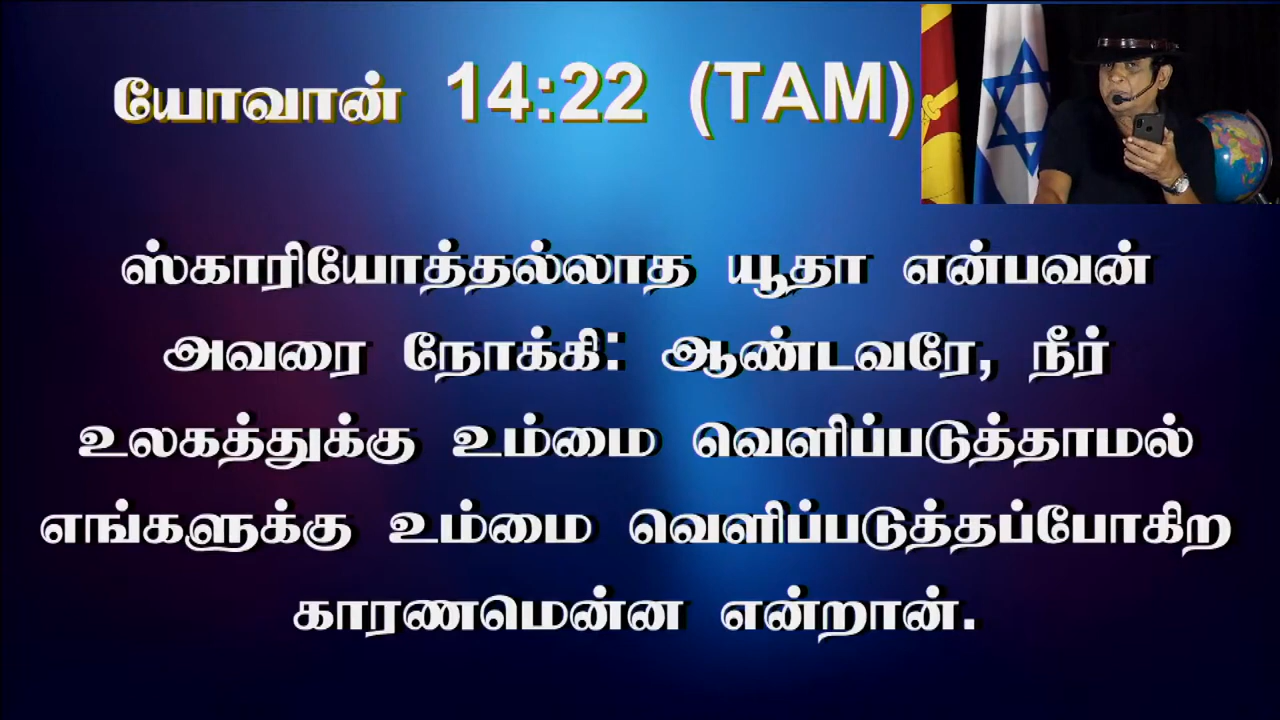 யோவான் 14:22 (TAM)
ஸ்காரியோத்தல்லாத யூதா என்பவன்
அவரை நோக்கி: ஆண்டவரே, நீர்
உலகத்துக்கு உம்மை வெளிப்படுத்தாமல்
எங்களுக்கு உம்மை வெளிப்படுத்தப்போகிற
காரணமென்ன என்றான்.